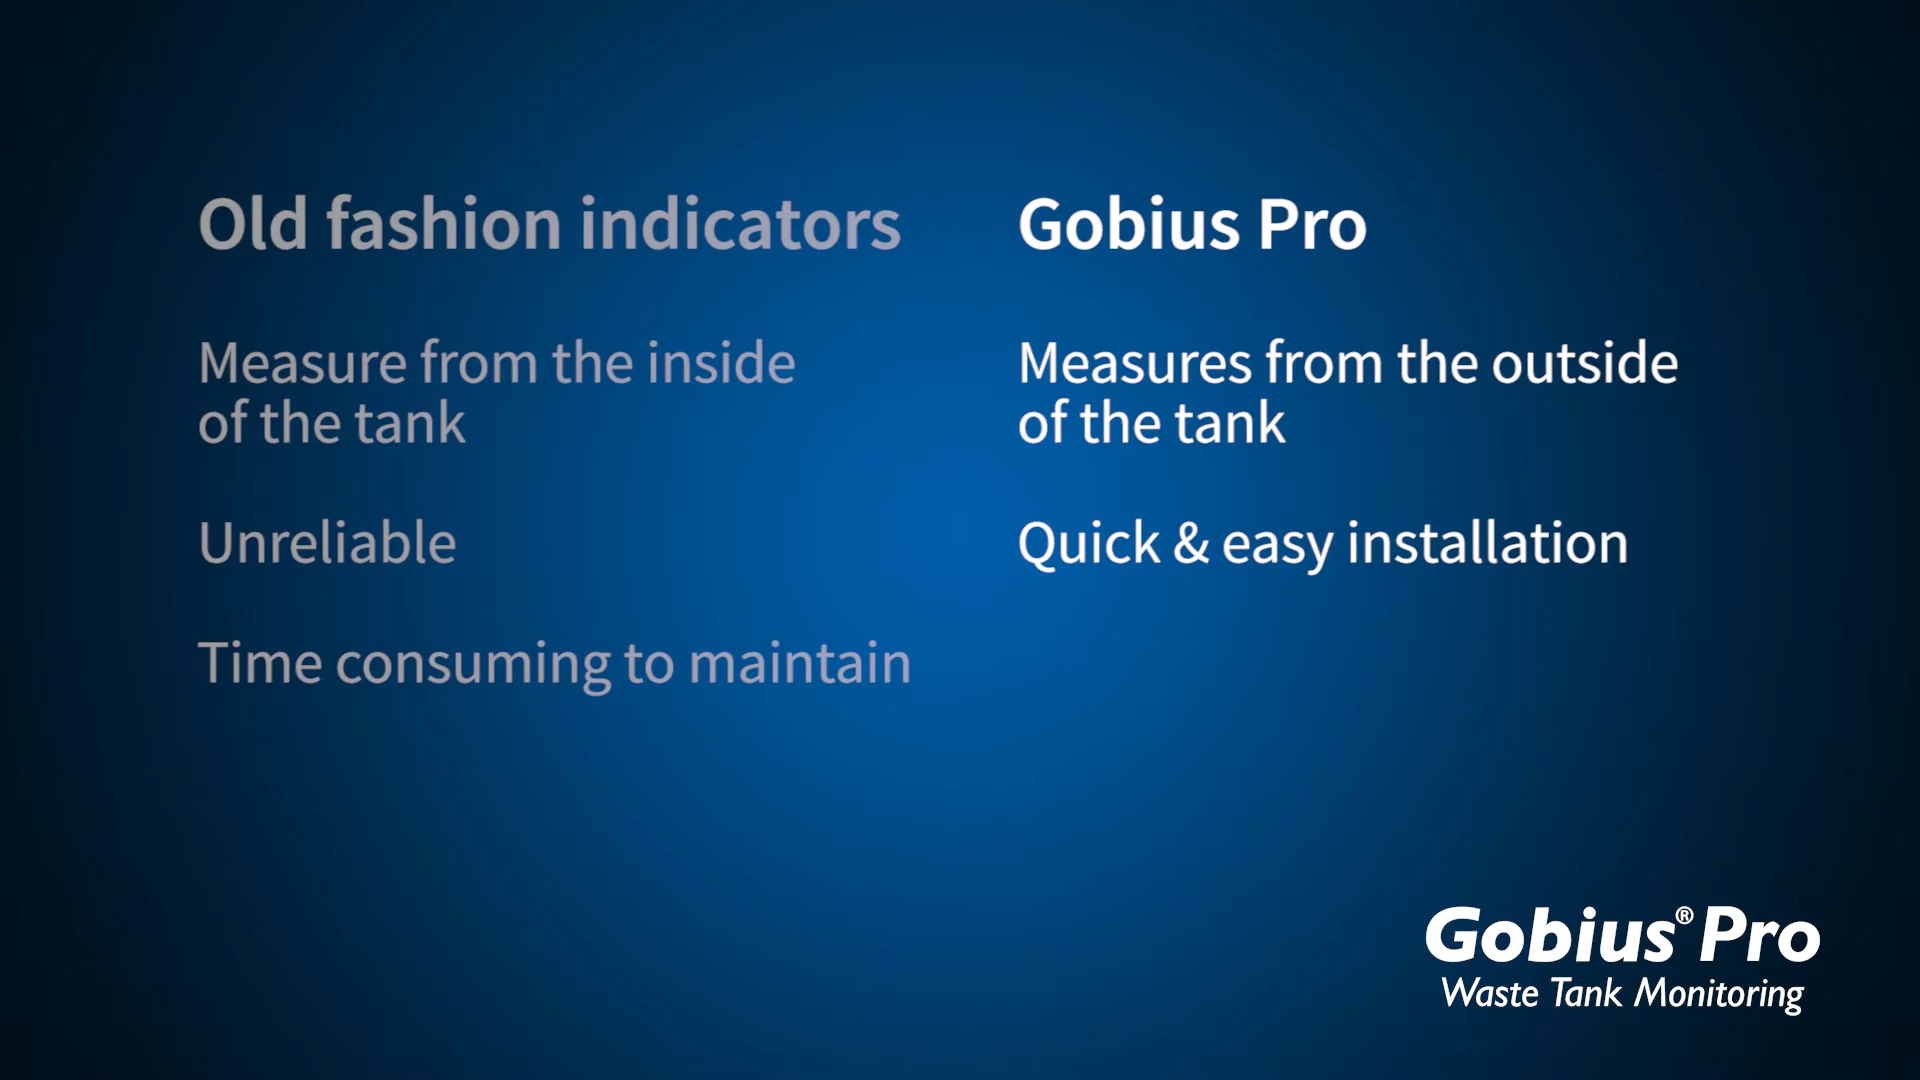 Old fashion indicators
Measure from the inside
of the tank
Unreliable
Time consuming to maintain
Gobius Pro
Measures from the outside
of the tank
Quick & easy installation
Gobius® Pro
Waste Tank Monitoring